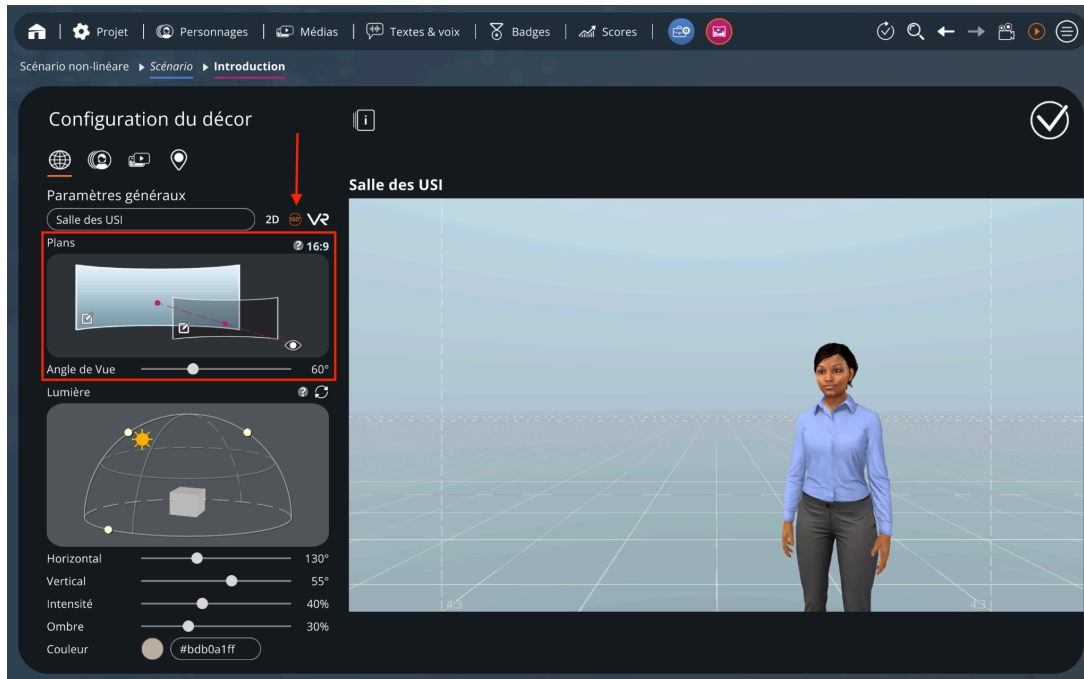 Projet Personnages Médias Textes & voix Badges Scores
Scénario non-linéare Scénario Introduction
Configuration du décor
i
Paramètres généraux
Salle des USI 2D 360° VR
Salle des USI
Plans ? 16:9
Angle de Vue 60°
Lumière ?
Horizontal 130°
Vertical 55°
Intensité 40%
4:3 4:3
Ombre 30%
Couleur #bdb0a1ff